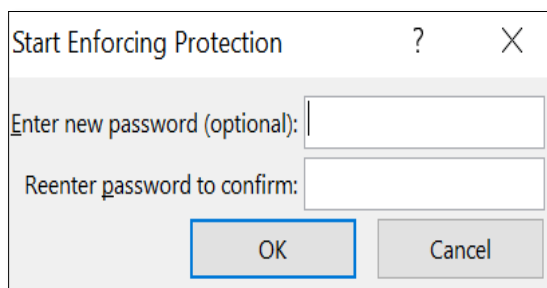 Start Enforcing Protection ? X
Enter new password (optional):
Reenter password to confirm:
OK Cancel